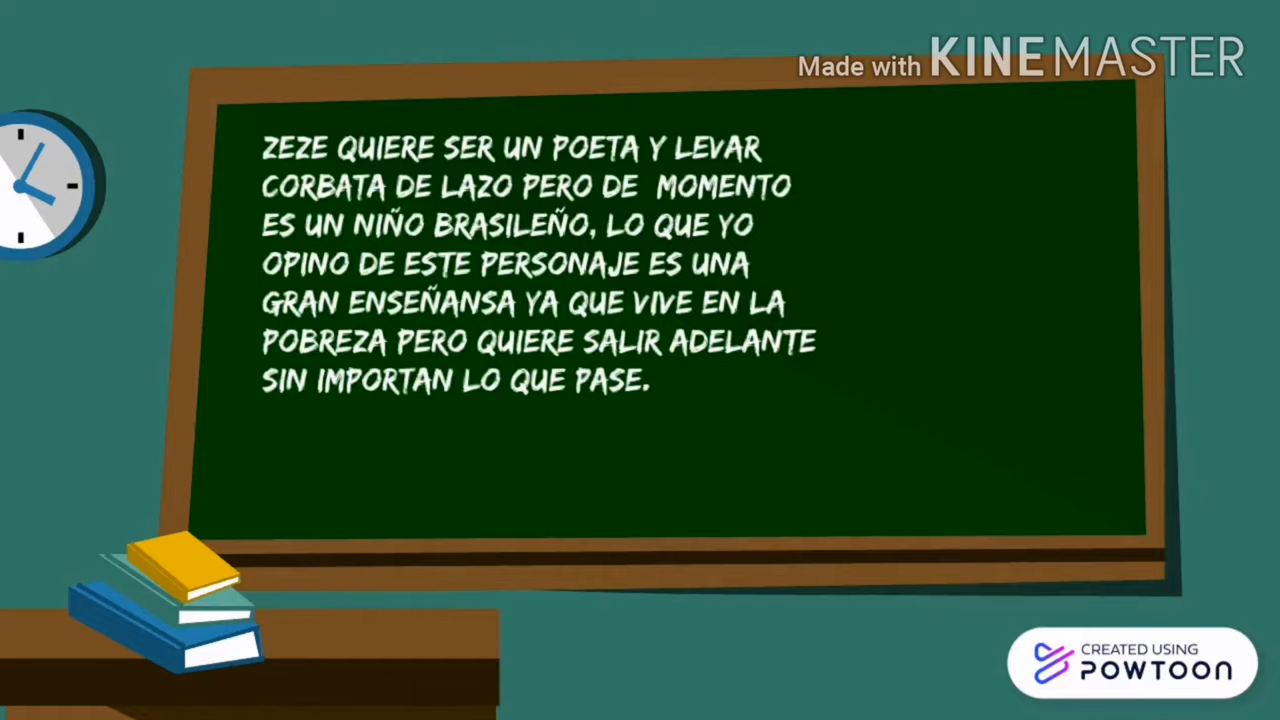 Made with KINEMASTER
ZEZE QUIERE SER UN POETA Y LEVAR
CORBATA DE LAZO PERO DE MOMENTO
ES UN NIÑO BRASILEÑO, LO QUE YO
OPINO DE ESTE PERSONAJE ES UNA
GRAN ENSEÑANSA YA QUE VIVE EN LA
POBREZA PERO QUIERE SALIR ADELANTE
SIN IMPORTAN LO QUE PASE.
CREATED USING
POWTOON